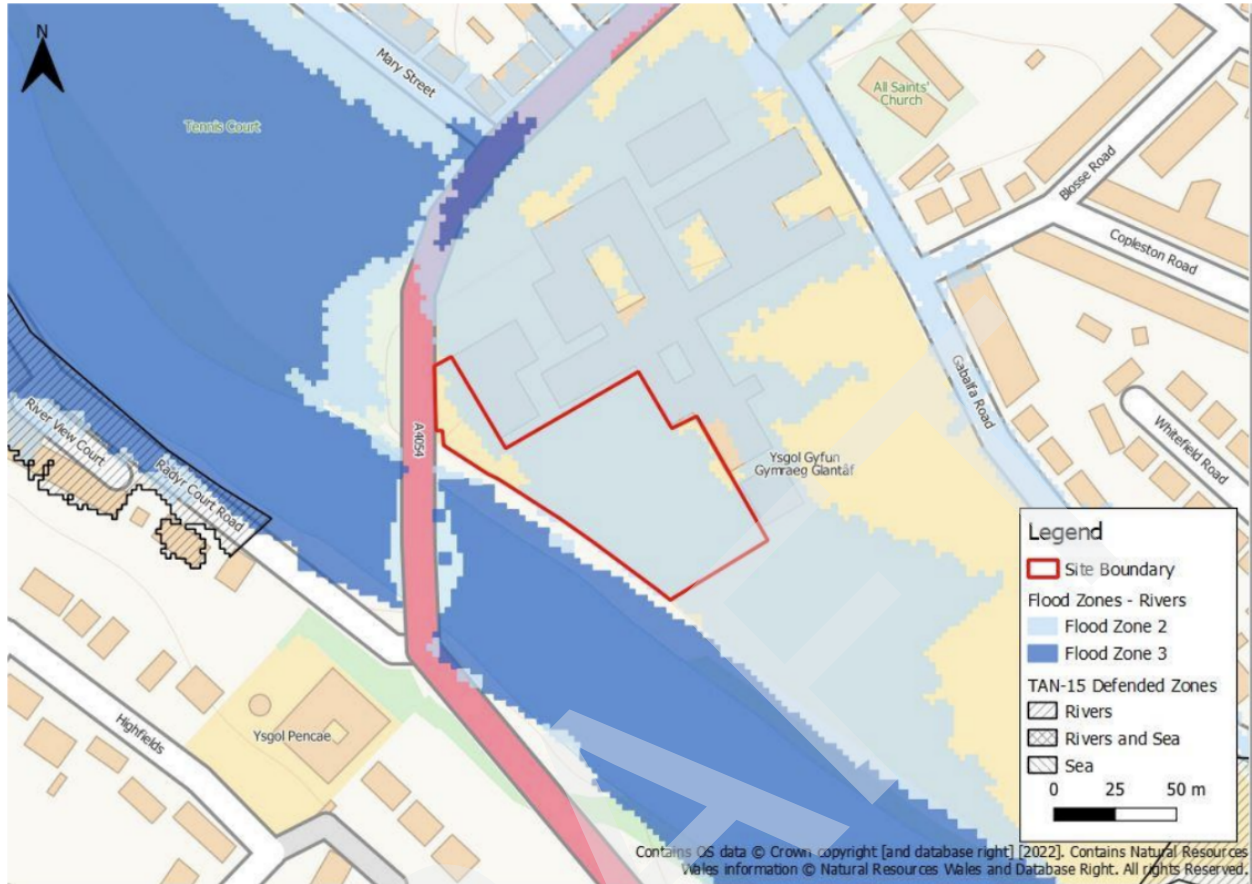 N
Mary Street
Tennis Court
All Saints'
Church
Blosse Road
Copleston Road
Gabalfa Road
Whitefield Road
A4054
River View Court
Radyr Court Road
Ysgol Gyfun
Gymraeg Glantaf
Highfields
Ysgol Pencae
Legend
Site Boundary
Flood Zones - Rivers
Flood Zone 2
Flood Zone 3
TAN-15 Defended Zones
Rivers
Rivers and Sea
Sea
0 25 50 m
Contains OS data © Crown copyright [and database right] [2022]. Contains Natural Resources
Wales information © Natural Resources Wales and Database Right. All rights Reserved.